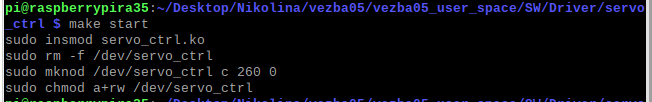 pi@raspberrypira35:~/Desktop/Nikolina/vezba05/vezba05_user_space/SW/Driver/servo
_ctrl $ make start
sudo insmod servo_ctrl.ko
sudo rm -f /dev/servo_ctrl
sudo mknod /dev/servo_ctrl c 260 0
sudo chmod a+rw /dev/servo_ctrl
pi@raspberrypira35:~/Desktop/Nikolina/vezba05/vezba05_user_space/SW/Driver/servo